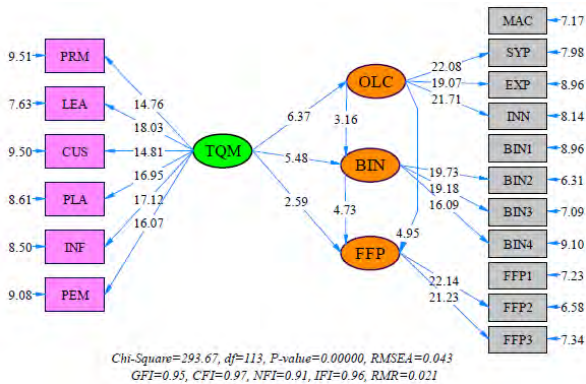 MAC 7.17
9.51 PRM SYP 7.98
OLC 22.08
14.76 19.07 EXP 8.96
7.63 LEA 6.37 21.71 INN 8.14
18.03 3.16
9.50 CUS 14.81 TQM BIN1 8.96
16.95 5.48 BIN 19.73 BIN2 6.31
8.61 PLA 17.12 2.59 19.18 BIN3 7.09
16.07 4.73 16.09
8.50 INF 4.95 BIN4 9.10
FFP FFP1 7.23
9.08 PEM 22.14 FFP2 6.58
21.23
FFP3 7.34
Chi-Square=293.67, df=113, P-value=0.00000, RMSEA=0.043
GFI=0.95, CFI=0.97, NFI=0.91, IFI=0.96, RMR=0.021